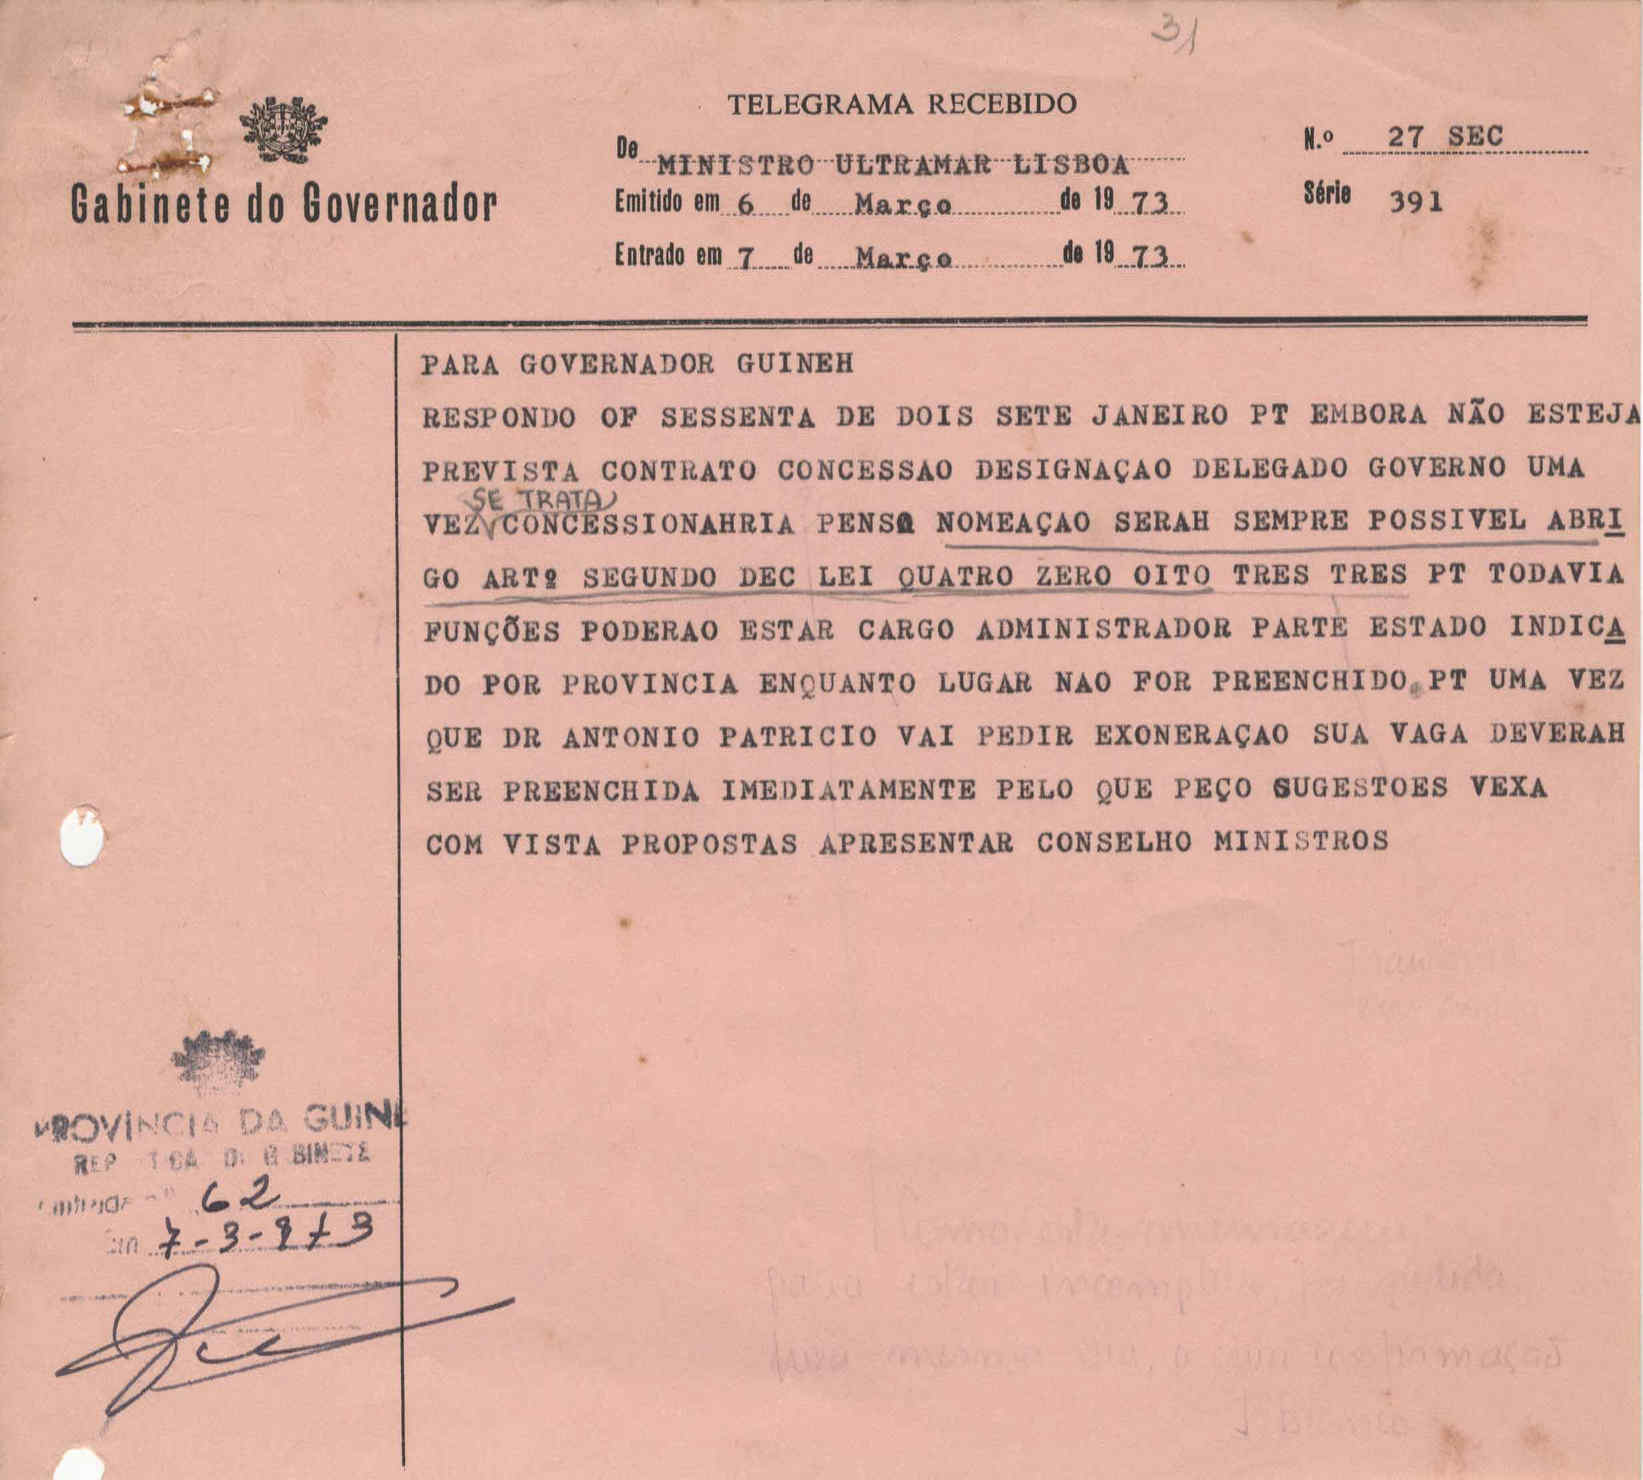 31
TELEGRAMA RECEBIDO
De MINISTRO ULTRAMAR LISBOA
N.º 27 SEC
Gabinete do Governador
Emitido em 6 de Março de 1973
Série 391
Entrado em 7 de Março de 1973
PARA GOVERNADOR GUINEH
RESPONDO OF SESSENTA DE DOIS SETE JANEIRO PT EMBORA NÃO ESTEJA
PREVISTA CONTRATO CONCESSAO DESIGNAÇAO DELEGADO GOVERNO UMA
SE TRATA
VEZ CONCESSIONAHRIA PENSO NOMEAÇAO SERAH SEMPRE POSSIVEL ABRI
GO ARTº SEGUNDO DEC LEI QUATRO ZERO OITO TRES TRES PT TODAVIA
FUNÇÕES PODERAO ESTAR CARGO ADMINISTRADOR PARTE ESTADO INDICA
DO POR PROVINCIA ENQUANTO LUGAR NAO FOR PREENCHIDO PT UMA VEZ
QUE DR ANTONIO PATRICIO VAI PEDIR EXONERAÇAO SUA VAGA DEVERAH
SER PREENCHIDA IMEDIATAMENTE PELO QUE PEÇO SUGESTOES VEXA
COM VISTA PROPOSTAS APRESENTAR CONSELHO MINISTROS
PROVÍNCIA DA GUINÉ
62
7-3-973